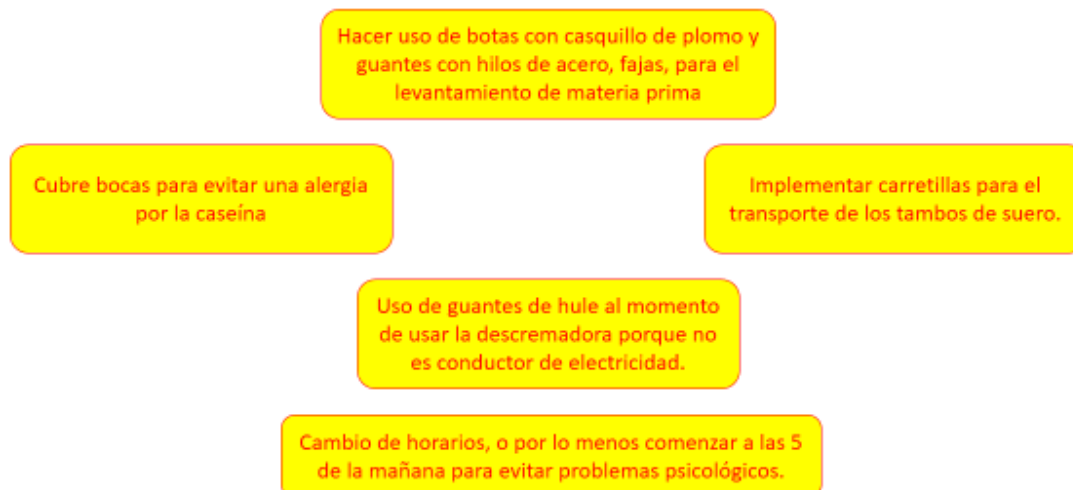 Hacer uso de botas con casquillo de plomo y
guantes con hilos de acero, fajas, para el
levantamiento de materia prima
Cubre bocas para evitar una alergia
por la caseína
Implementar carretillas para el
transporte de los tambos de suero.
Uso de guantes de hule al momento
de usar la descremadora porque no
es conductor de electricidad.
Cambio de horarios, o por lo menos comenzar a las 5
de la mañana para evitar problemas psicológicos.